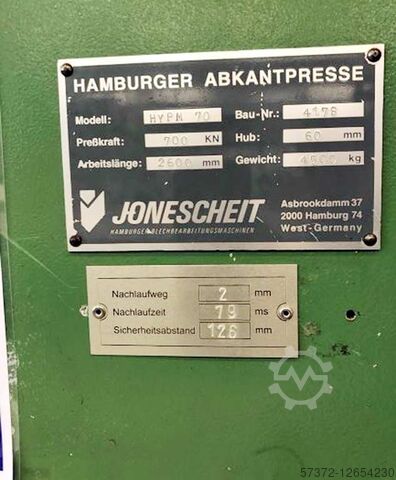 HAMBURGER ABKANTPRESSE
Modell: HYPM 70 Bau-Nr.: 4178
Preßkraft: 700 KN Hub: 60 mm
Arbeitslänge: 2600 mm Gewicht: 4500 kg
JONESCHEIT
HAMBURGER BLECHBEARBEITUNGSMASCHINEN
Asbrookdamm 37
2000 Hamburg 74
West-Germany
Nachlaufweg 2 mm
Nachlaufzeit 79 ms
Sicherheitsabstand 126 mm
57372-12654230